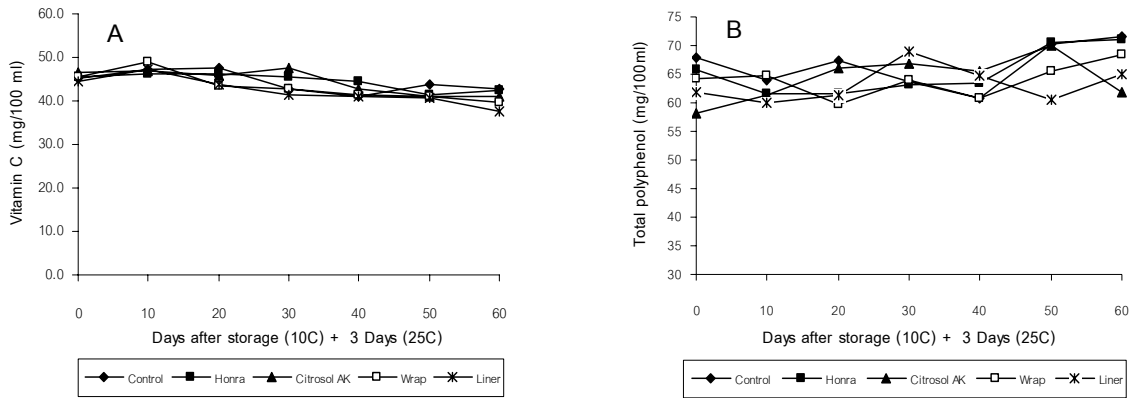 A
Vitamin C (mg/100 ml)
60.0
50.0
40.0
30.0
20.0
10.0
0.0
0 10 20 30 40 50 60
Days after storage (10C) + 3 Days (25C)
Control Honra Citrosol AK Wrap Liner
B
Total polyphenol (mg/100ml)
75
70
65
60
55
50
45
40
35
30
0 10 20 30 40 50 60
Days after storage (10C) + 3 Days (25C)
Control Honra Citrosol AK Wrap Liner